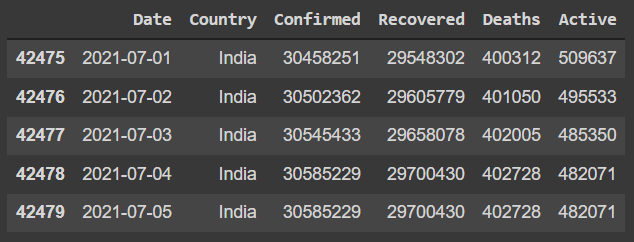 Date Country Confirmed Recovered Deaths Active
42475 2021-07-01 India 30458251 29548302 400312 509637
42476 2021-07-02 India 30502362 29605779 401050 495533
42477 2021-07-03 India 30545433 29658078 402005 485350
42478 2021-07-04 India 30585229 29700430 402728 482071
42479 2021-07-05 India 30585229 29700430 402728 482071